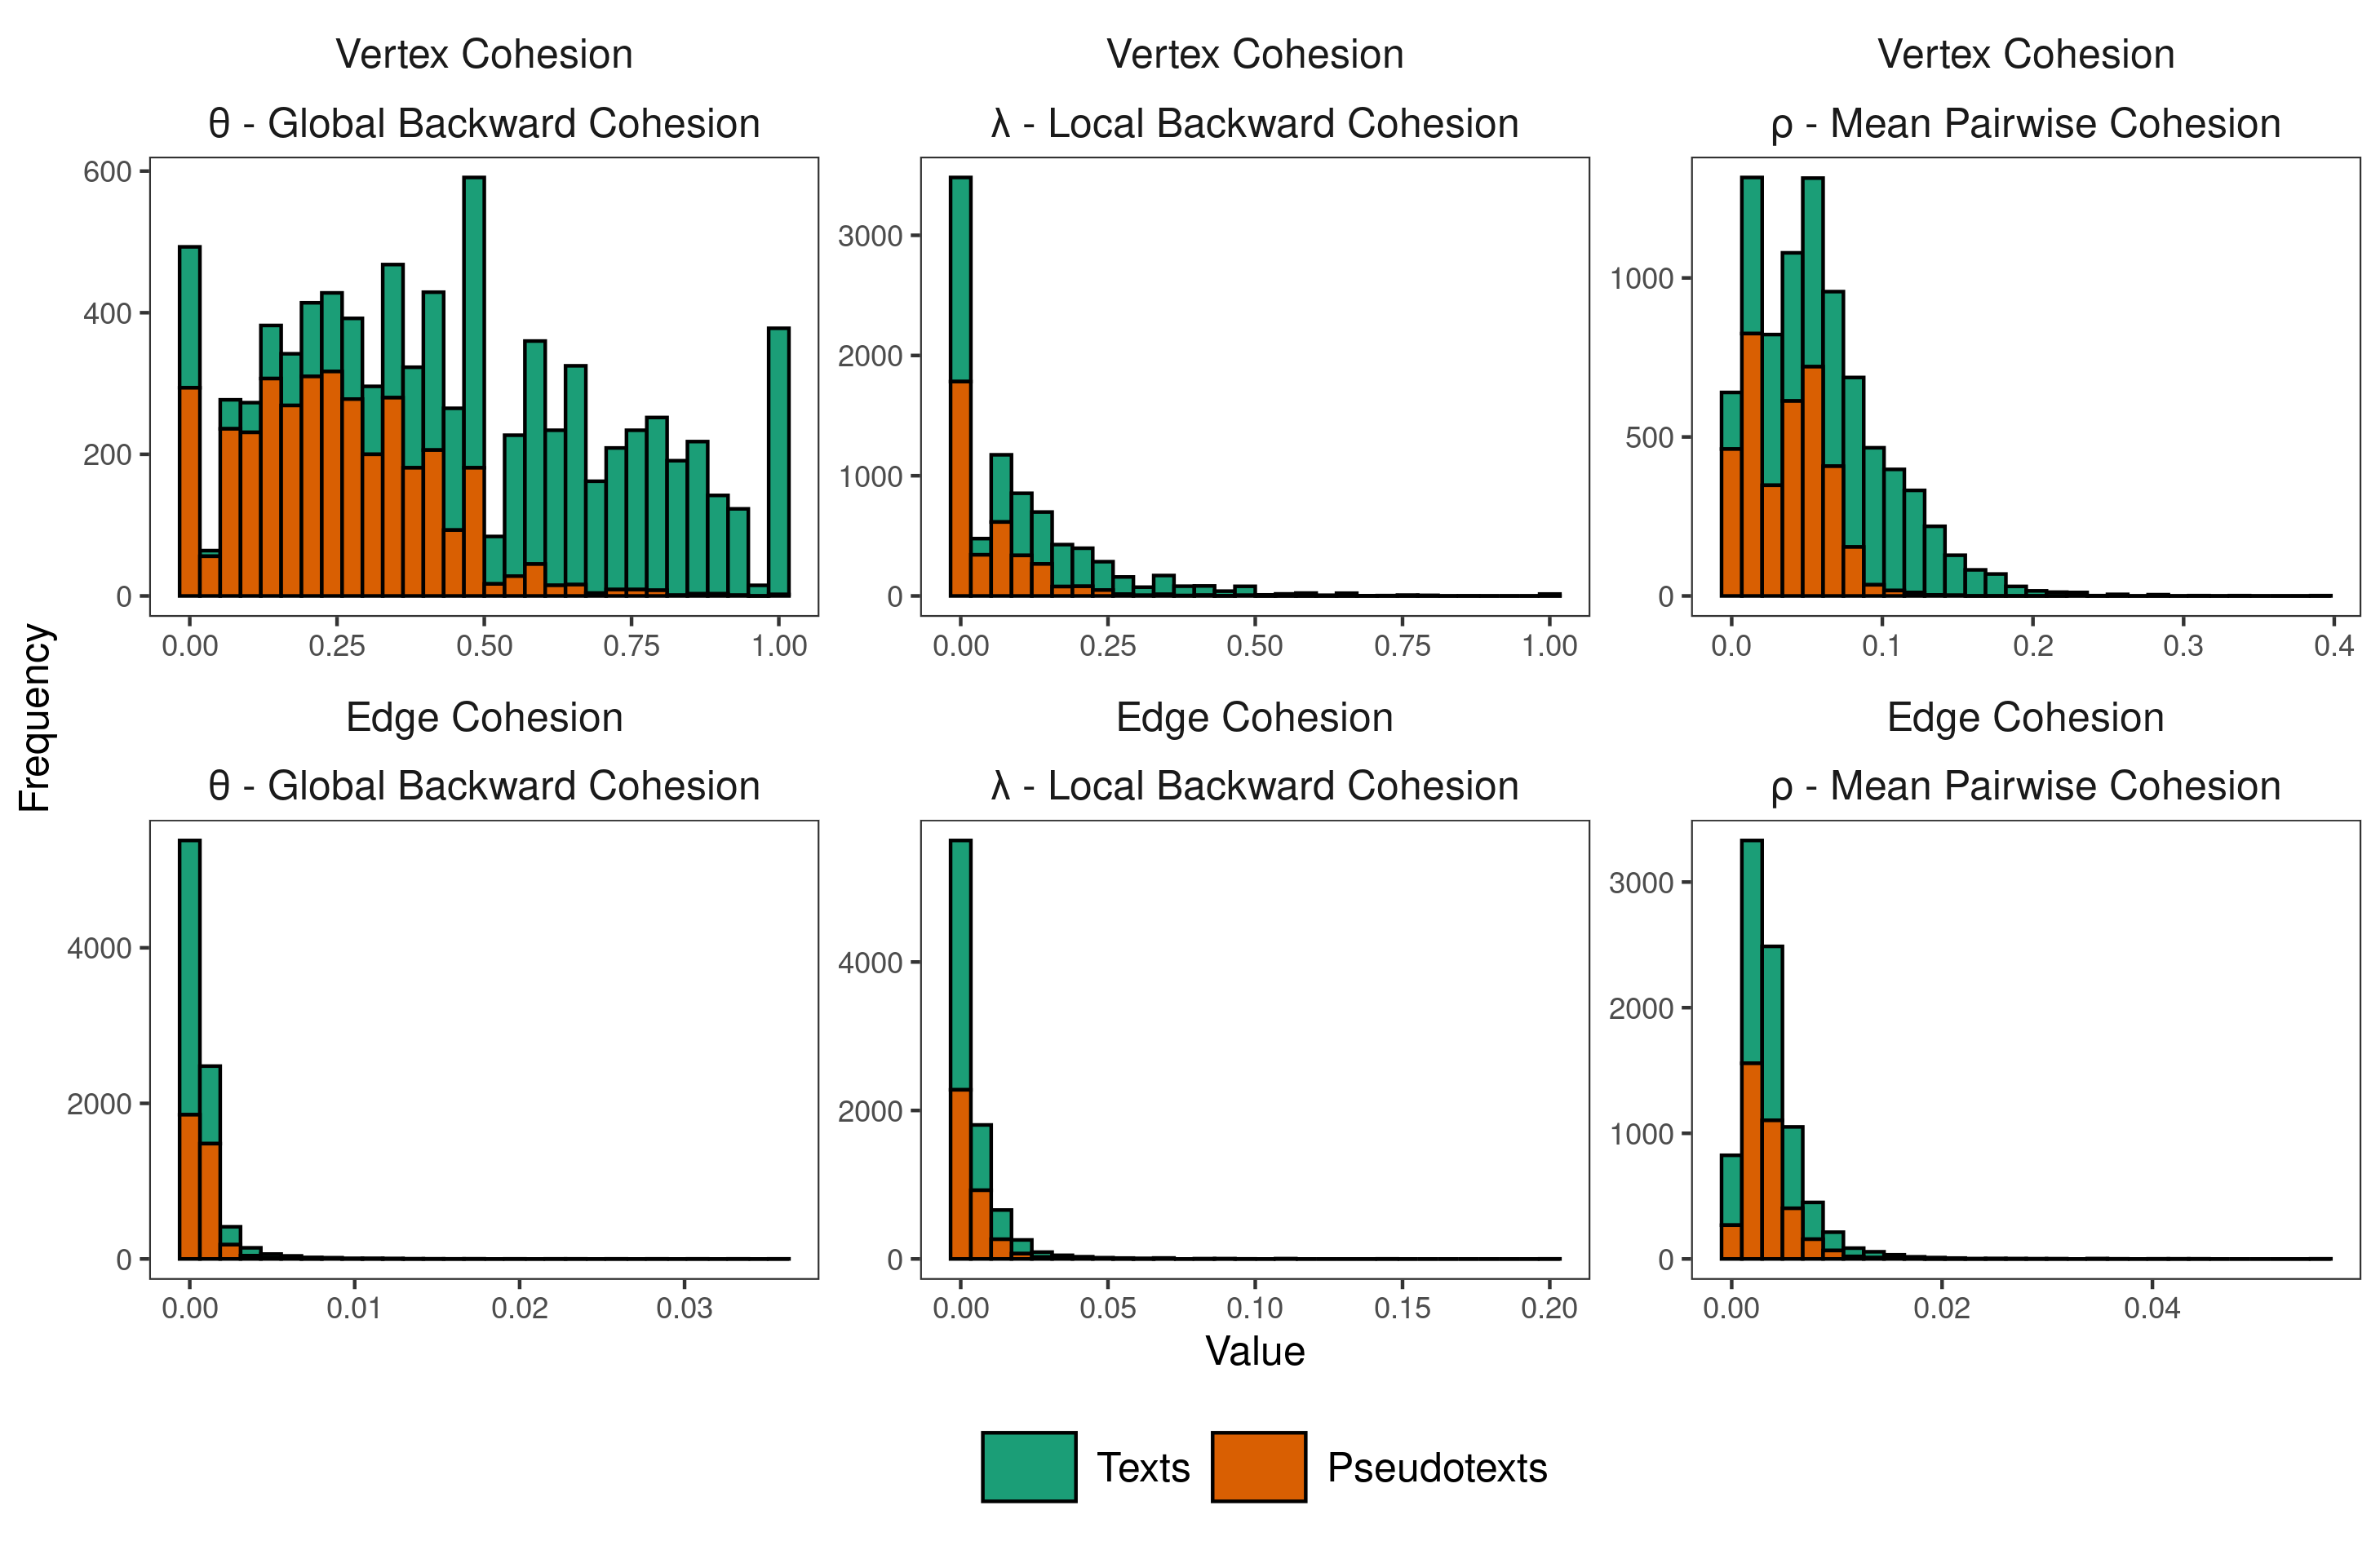 Vertex Cohesion
θ - Global Backward Cohesion
600
400
200
0
0.00 0.25 0.50 0.75 1.00
Vertex Cohesion
λ - Local Backward Cohesion
3000
2000
1000
0
0.00 0.25 0.50 0.75 1.00
Vertex Cohesion
ρ - Mean Pairwise Cohesion
1000
500
0
0.0 0.1 0.2 0.3 0.4
Frequency
Edge Cohesion
θ - Global Backward Cohesion
4000
2000
0
0.00 0.01 0.02 0.03
Edge Cohesion
λ - Local Backward Cohesion
4000
2000
0
0.00 0.05 0.10 0.15 0.20
Edge Cohesion
ρ - Mean Pairwise Cohesion
3000
2000
1000
0
0.00 0.02 0.04
Value
Texts Pseudotexts